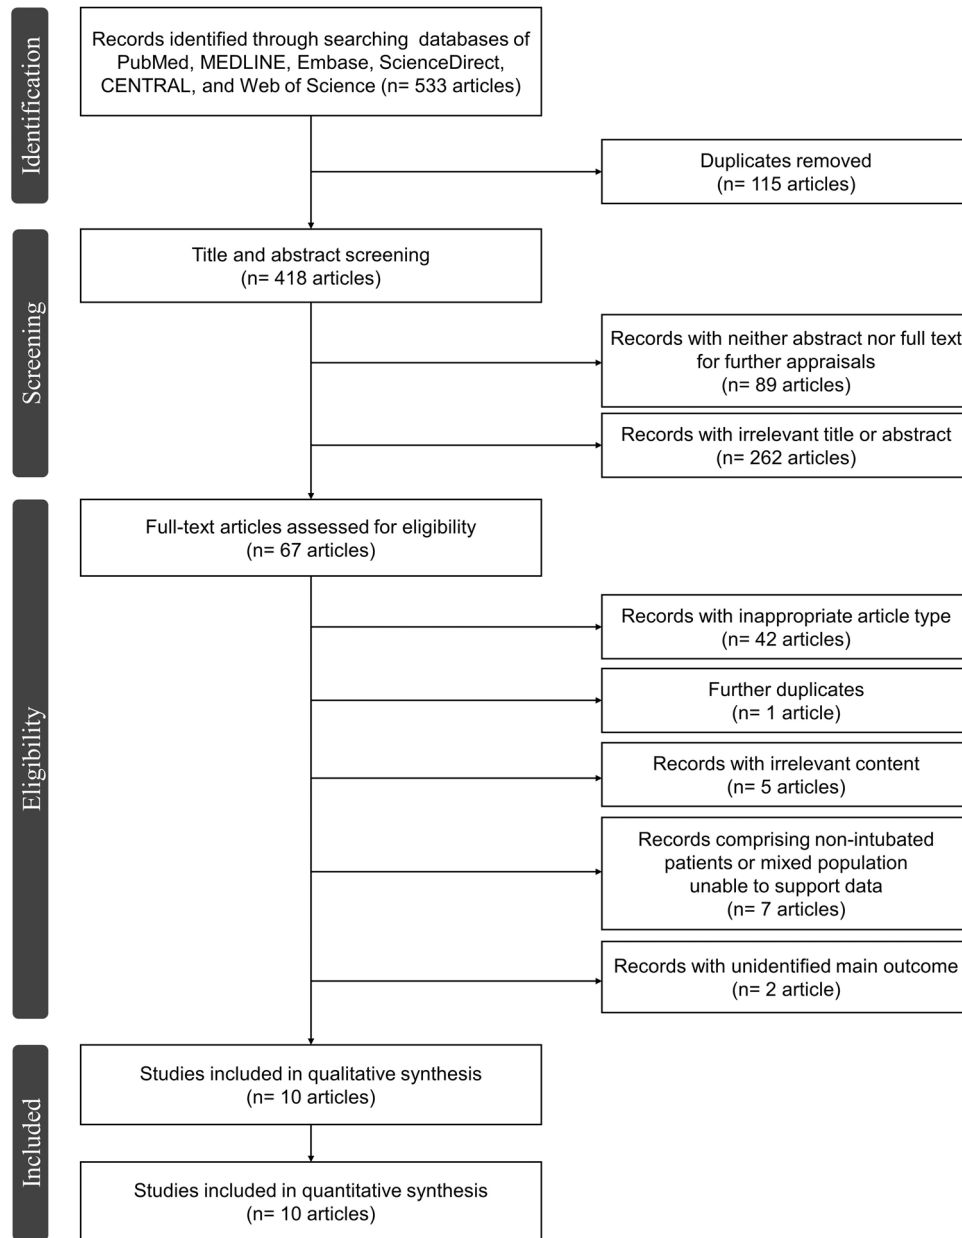 Identification
Records identified through searching databases of
PubMed, MEDLINE, Embase, ScienceDirect,
CENTRAL, and Web of Science (n= 533 articles)
Duplicates removed
(n= 115 articles)
Screening
Title and abstract screening
(n= 418 articles)
Records with neither abstract nor full text
for further appraisals
(n= 89 articles)
Records with irrelevant title or abstract
(n= 262 articles)
Eligibility
Full-text articles assessed for eligibility
(n= 67 articles)
Records with inappropriate article type
(n= 42 articles)
Further duplicates
(n= 1 article)
Records with irrelevant content
(n= 5 articles)
Records comprising non-intubated
patients or mixed population
unable to support data
(n= 7 articles)
Records with unidentified main outcome
(n= 2 article)
Included
Studies included in qualitative synthesis
(n= 10 articles)
Studies included in quantitative synthesis
(n= 10 articles)